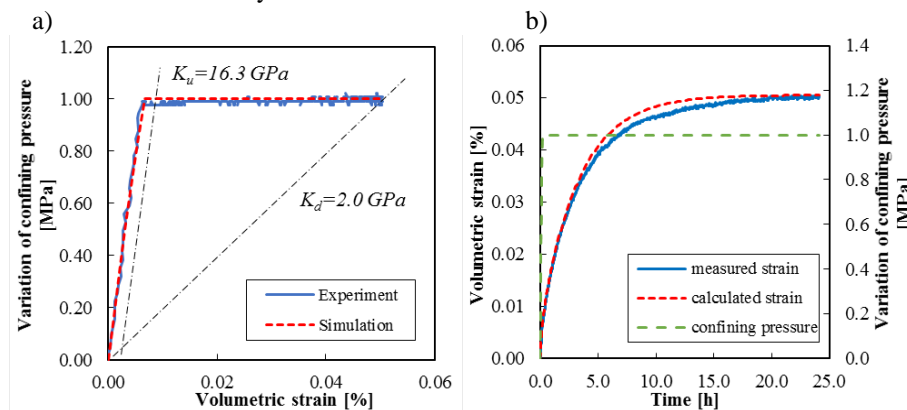 a)
b)
Variation of confining pressure
[MPa]
1.20
1.00
0.80
0.60
0.40
0.20
0.00
K_u=16.3 GPa
K_d=2.0 GPa
Experiment
Simulation
0.00
0.02
0.04
0.06
Volumetric strain [%]
Volumetric strain [%]
0.06
0.05
0.04
0.03
0.02
0.01
0.00
measured strain
calculated strain
confining pressure
0.0
5.0
10.0
15.0
20.0
25.0
Time [h]
1.4
1.2
1.0
0.8
0.6
0.4
0.2
0.0
Variation of confining pressure
[MPa]